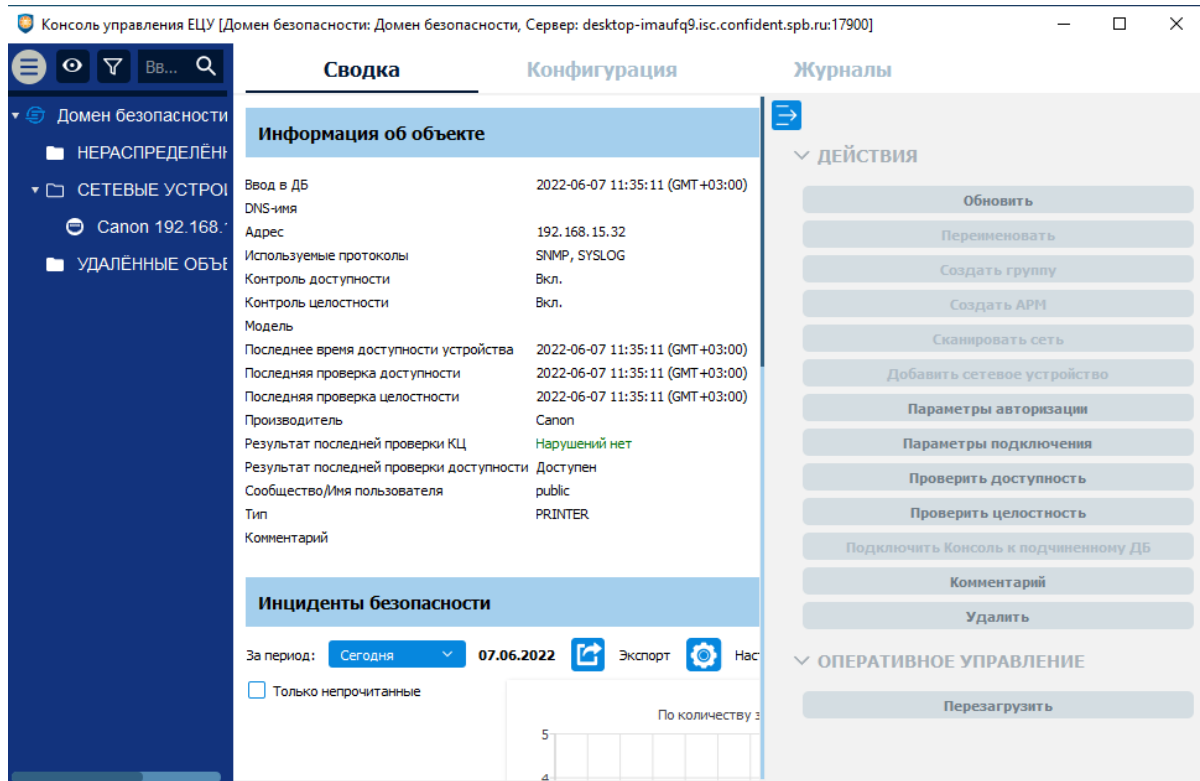 Консоль управления ЕЦУ [Домен безопасности: Домен безопасности, Сервер: desktop-imaufq9.isc.confident.spb.ru:17900]
Вв...
Домен безопасности
НЕРАСПРЕДЕЛЁНН
СЕТЕВЫЕ УСТРОЙ
Canon 192.168.1
УДАЛЁННЫЕ ОБЪЕ
Сводка Конфигурация Журналы
Информация об объекте
Ввод в ДБ 2022-06-07 11:35:11 (GMT+03:00)
DNS-имя
Адрес 192.168.15.32
Используемые протоколы SNMP, SYSLOG
Контроль доступности Вкл.
Контроль целостности Вкл.
Модель
Последнее время доступности устройства 2022-06-07 11:35:11 (GMT+03:00)
Последняя проверка доступности 2022-06-07 11:35:11 (GMT+03:00)
Последняя проверка целостности 2022-06-07 11:35:11 (GMT+03:00)
Производитель Canon
Результат последней проверки КЦ Нарушений нет
Результат последней проверки доступности Доступен
Сообщество/Имя пользователя public
Тип PRINTER
Комментарий
Инциденты безопасности
За период: Сегодня 07.06.2022 Экспорт Нас
Только непрочитанные
По количеству з
5
4
ДЕЙСТВИЯ
Обновить
Переименовать
Создать группу
Создать АРМ
Сканировать сеть
Добавить сетевое устройство
Параметры авторизации
Параметры подключения
Проверить доступность
Проверить целостность
Подключить Консоль к подчиненному ДБ
Комментарий
Удалить
ОПЕРАТИВНОЕ УПРАВЛЕНИЕ
Перезагрузить